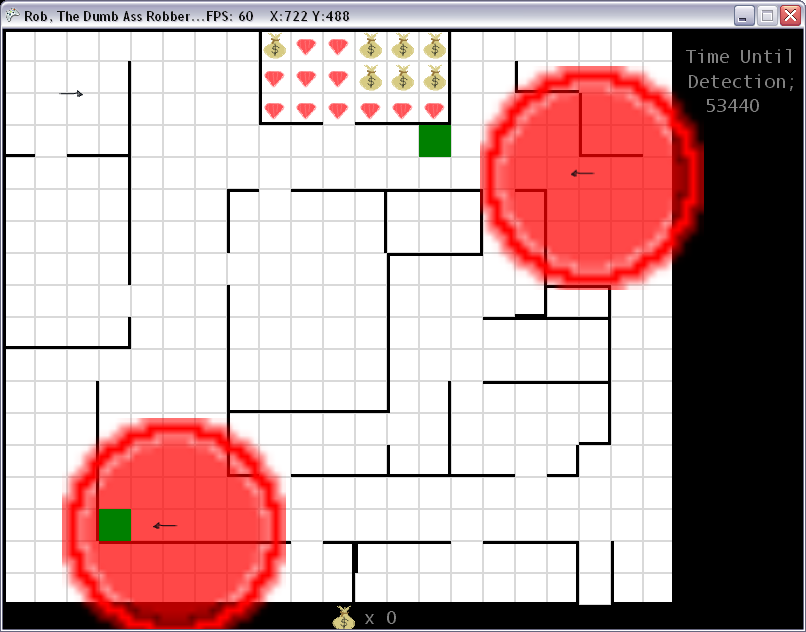 Rob, The Dumb Ass Robber...FPS: 60 X:722 Y:488
Time Until
Detection;
53440
x 0